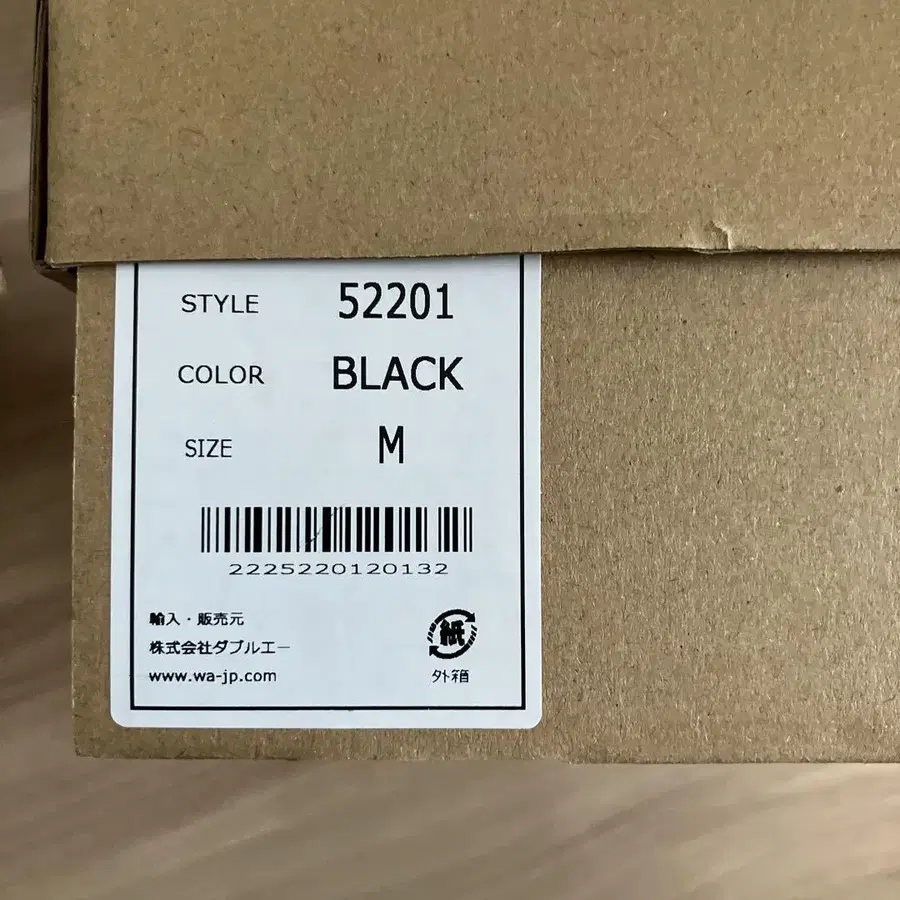 STYLE 52201
COLOR BLACK
SIZE M
2225220120132
輸入・販売元
株式会社ダブルエー
www.wa-jp.com
紙
外箱